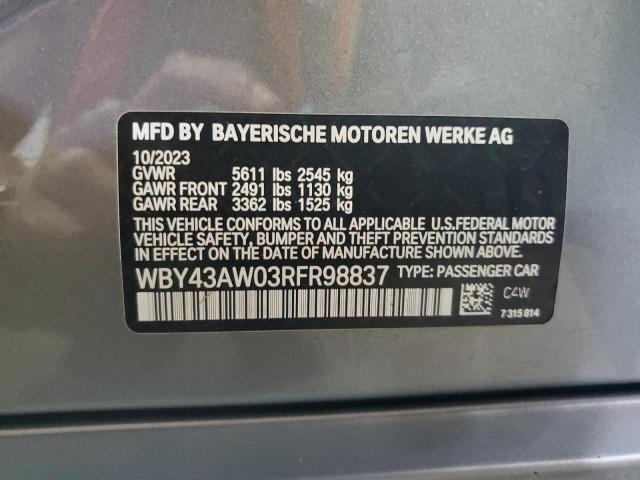 MFD BY BAYERISCHE MOTOREN WERKE AG
10/2023
GVWR 5611 lbs 2545 kg
GAWR FRONT 2491 lbs 1130 kg
GAWR REAR 3362 lbs 1525 kg
THIS VEHICLE CONFORMS TO ALL APPLICABLE U.S.FEDERAL MOTOR
VEHICLE SAFETY, BUMPER AND THEFT PREVENTION STANDARDS
IN EFFECT ON THE DATE OF MANUFACTURE SHOWN ABOVE.
WBY43AW03RFR98837 TYPE: PASSENGER CAR
C4W
7315814